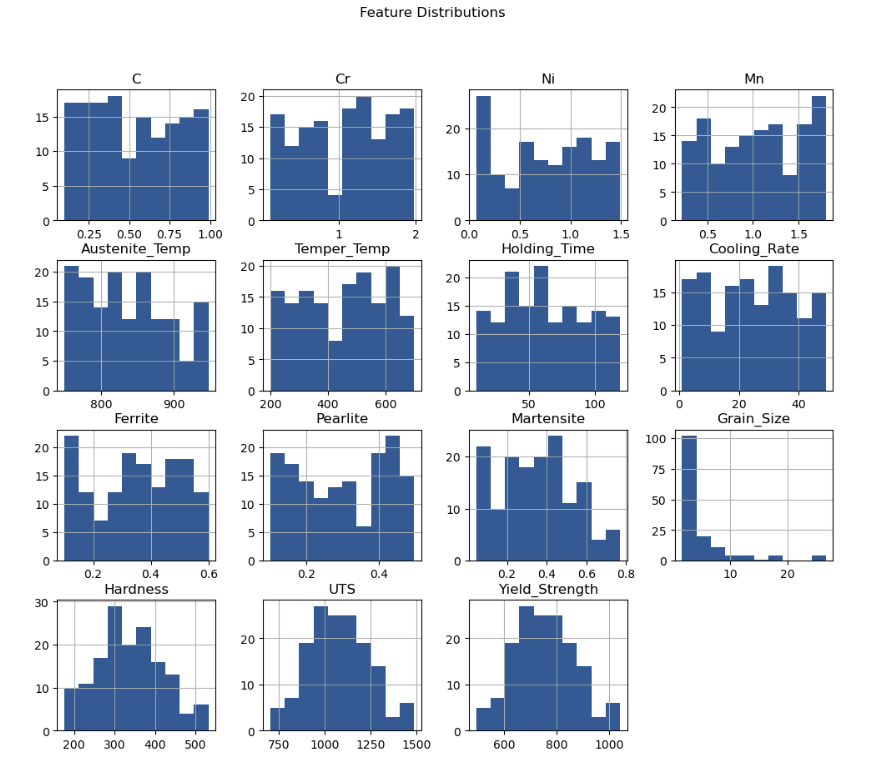 Feature Distributions
C Cr Ni Mn
15 10 5 0
0.25 0.50 0.75 1.00
20 15 10 5 0
1 2
20 10 0
0.0 0.5 1.0 1.5
20 15 10 5 0
0.5 1.0 1.5
Austenite_Temp Temper_Temp Holding_Time Cooling_Rate
20 15 10 5 0
800 900
20 15 10 5 0
200 400 600
20 15 10 5 0
50 100
15 10 5 0
0 20 40
Ferrite Pearlite Martensite Grain_Size
20 15 10 5 0
0.2 0.4 0.6
20 15 10 5 0
0.2 0.4
20 10 0
0.2 0.4 0.6 0.8
100 75 50 25 0
10 20
Hardness UTS Yield_Strength
30 20 10 0
200 300 400 500
20 10 0
750 1000 1250 1500
20 10 0
600 800 1000